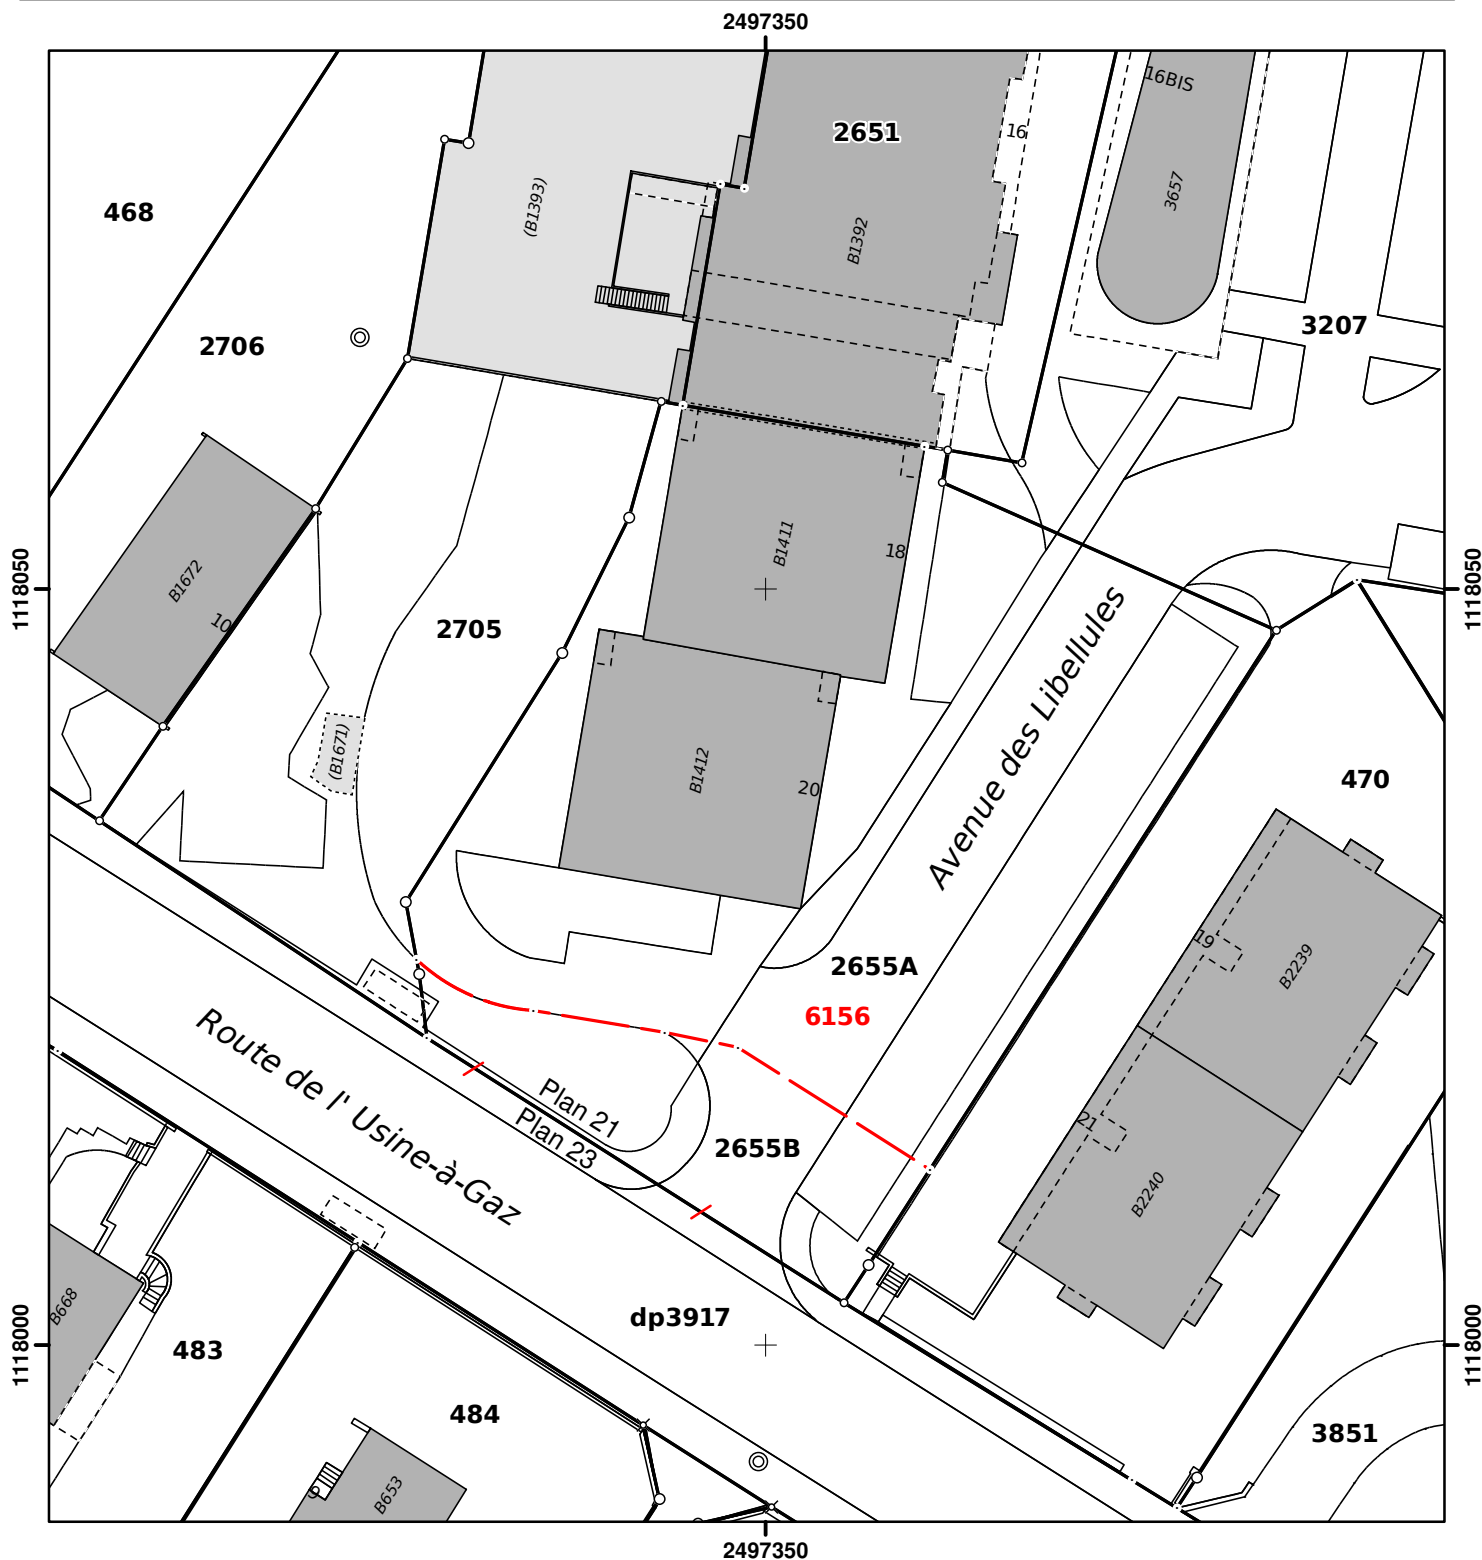 2497350
16BIS
2651
16
468
3657
(B1393)
B1392
3207
2706
B1411
18
1118050
1118050
B1672
10
2705
Avenue des Libellules
(B1671)
B1412
20
470
2655A
19
B2239
6156
Route de l' Usine-à-Gaz
Plan 21
Plan 23
21
2655B
B2240
B668
dp3917
1118000
1118000
483
484
3851
B653
2497350